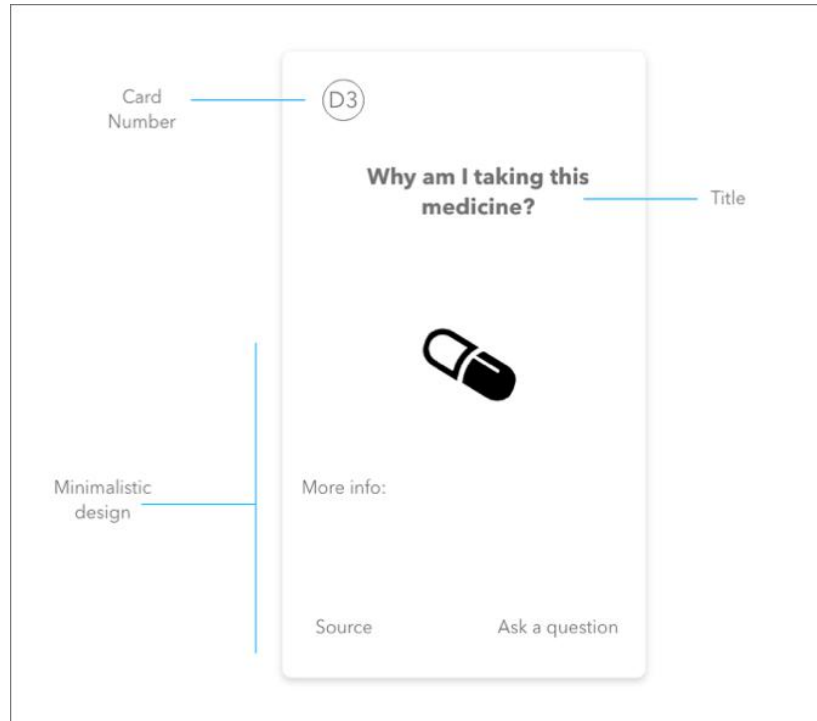 Card
Number
D3
Why am I taking this
medicine?
Title
Minimalistic
design
More info:
Source
Ask a question